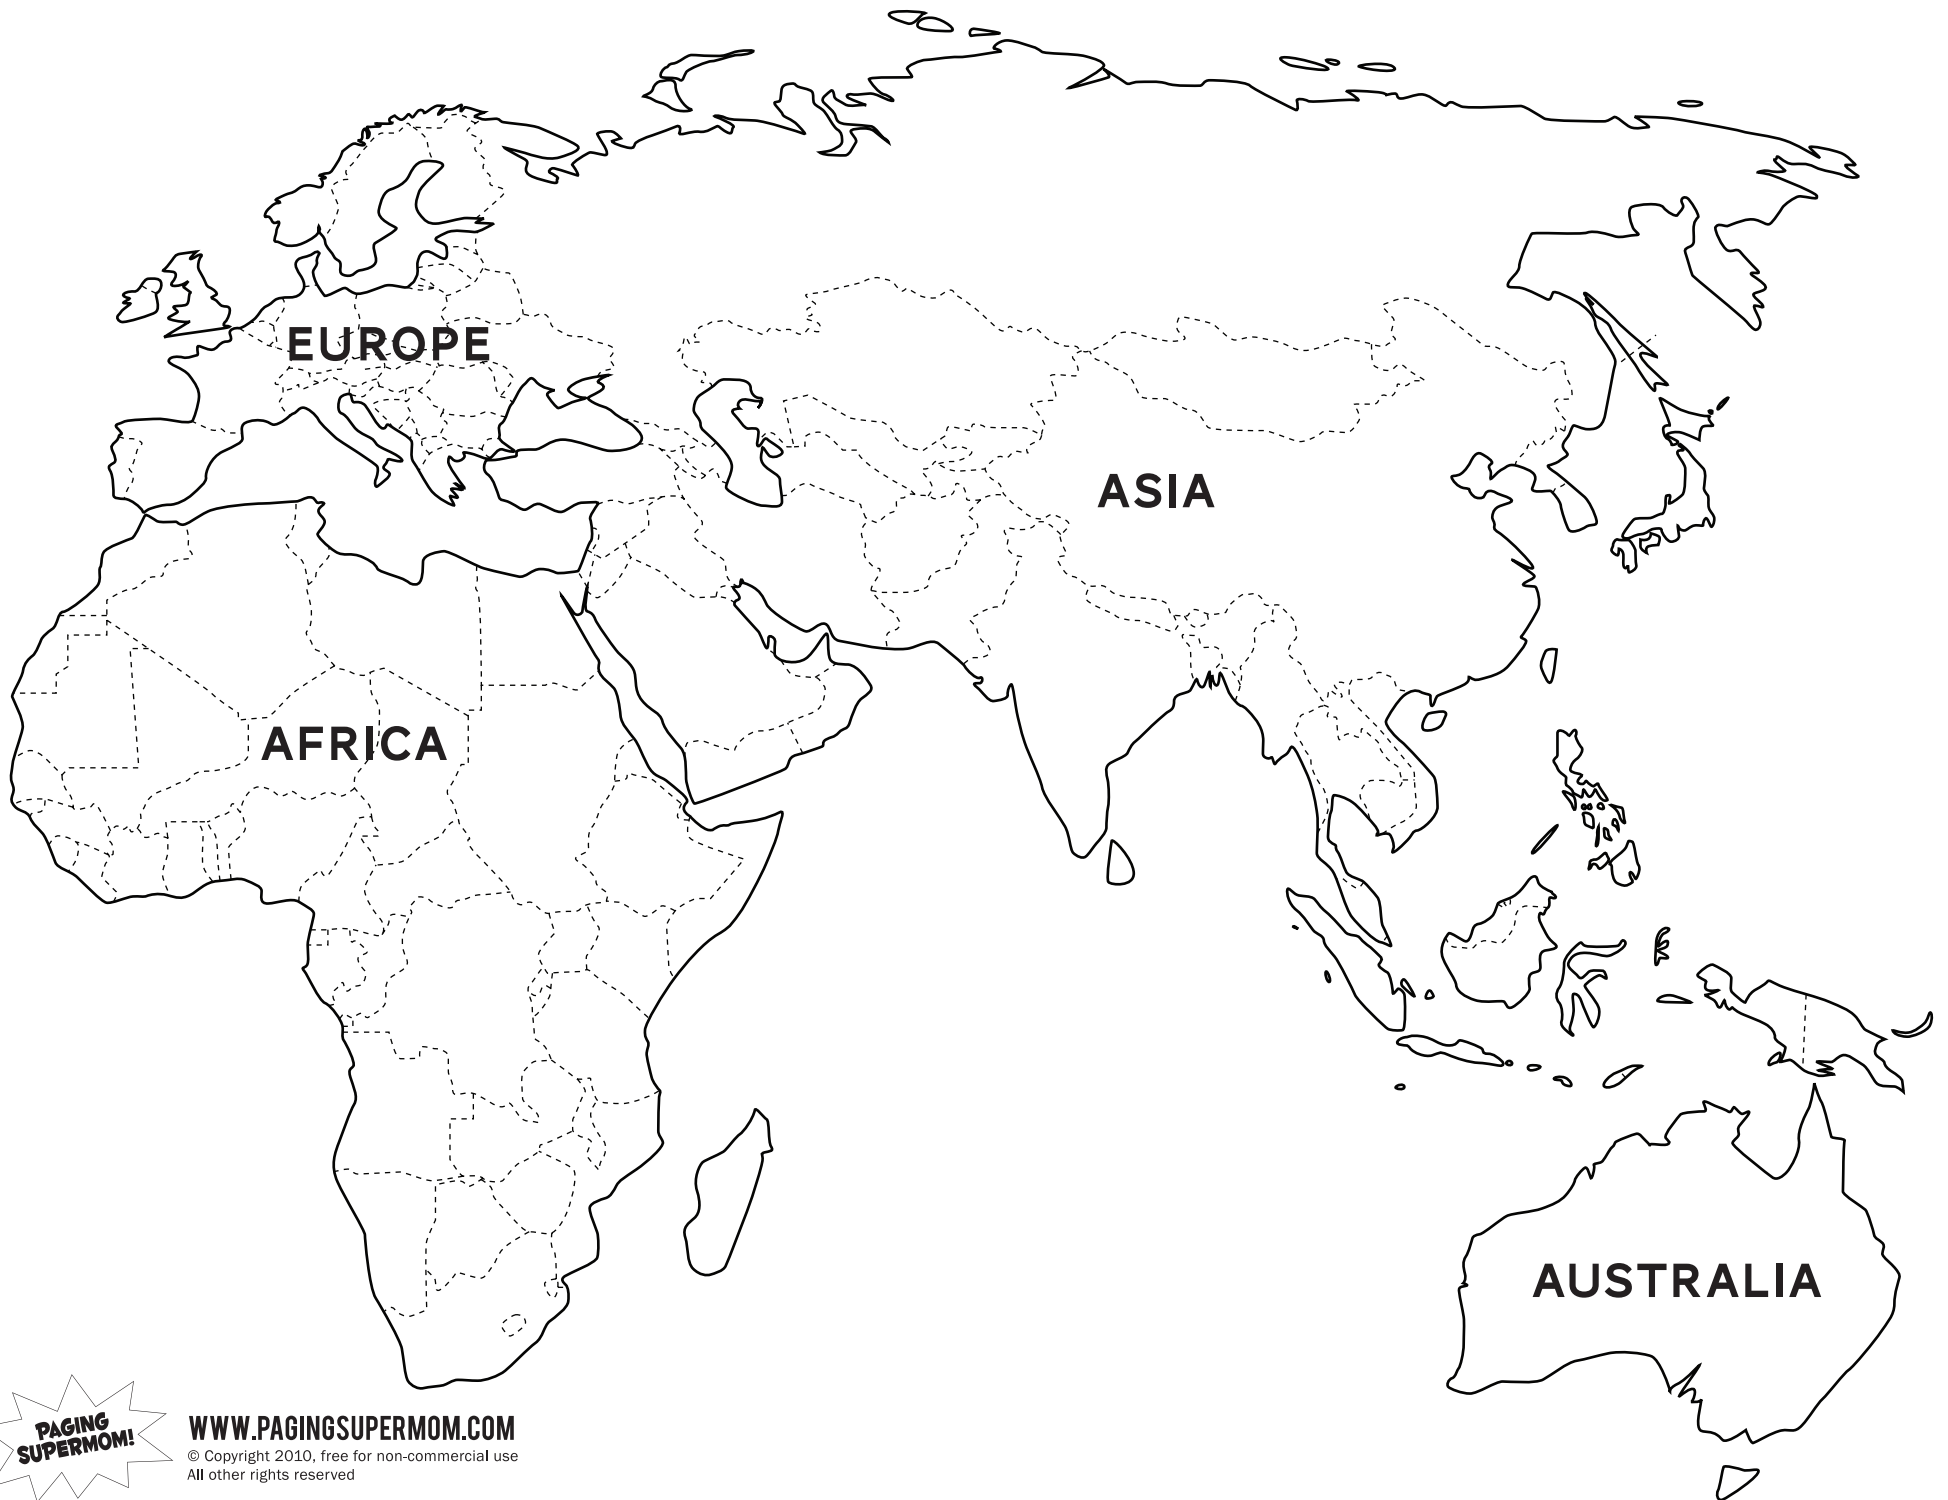 EUROPE
ASIA
AFRICA
AUSTRALIA
PAGING
SUPERMOM!
WWW.PAGINGSUPERMOM.COM
© Copyright 2010, free for non-commercial use
All other rights reserved